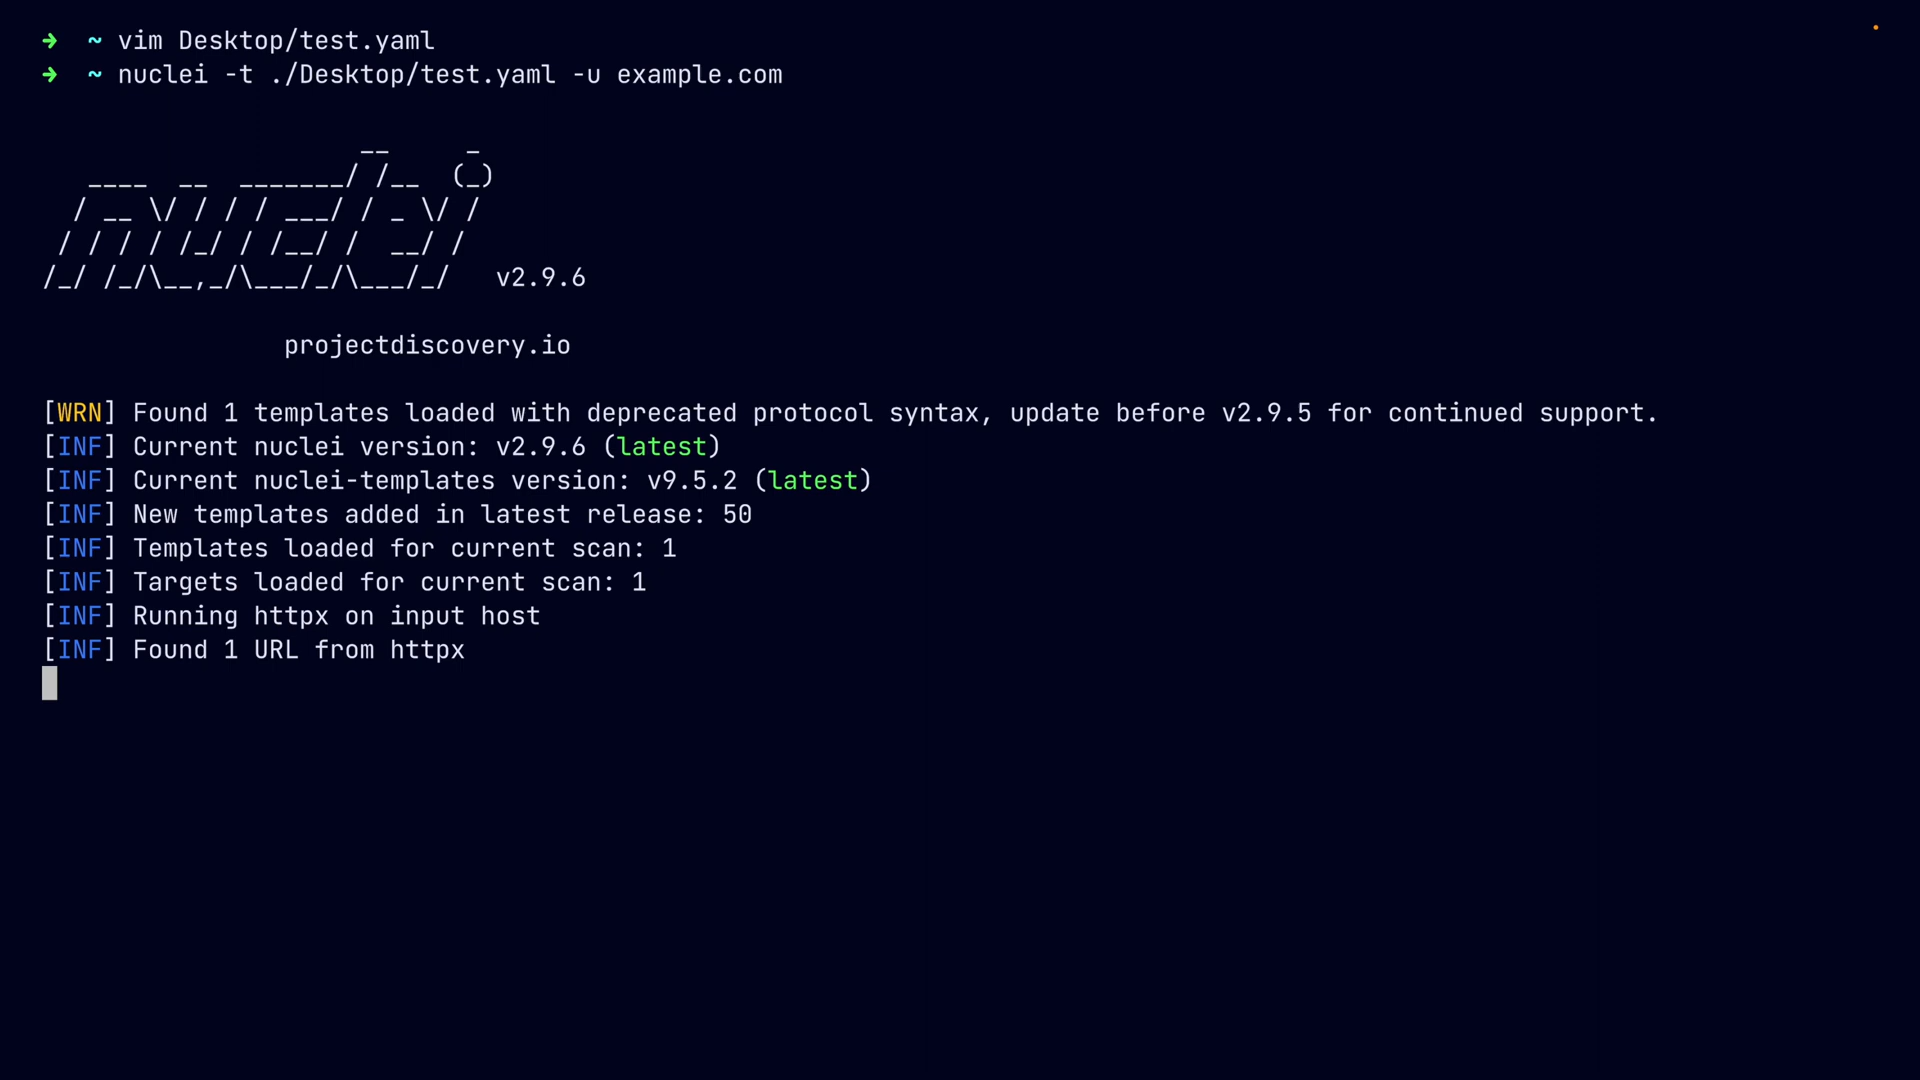 ➜  ~ vim Desktop/test.yaml
➜  ~ nuclei -t ./Desktop/test.yaml -u example.com
                     __     _
   ____  __  _______/ /__  (_)
  / __ \/ / / / ___/ / _ \/ /
 / / / / /_/ / /__/ /  __/ /
/_/ /_/\__,_/\___/_/\___/_/   v2.9.6
projectdiscovery.io
[WRN] Found 1 templates loaded with deprecated protocol syntax, update before v2.9.5 for continued support.
[INF] Current nuclei version: v2.9.6 (latest)
[INF] Current nuclei-templates version: v9.5.2 (latest)
[INF] New templates added in latest release: 50
[INF] Templates loaded for current scan: 1
[INF] Targets loaded for current scan: 1
[INF] Running httpx on input host
[INF] Found 1 URL from httpx